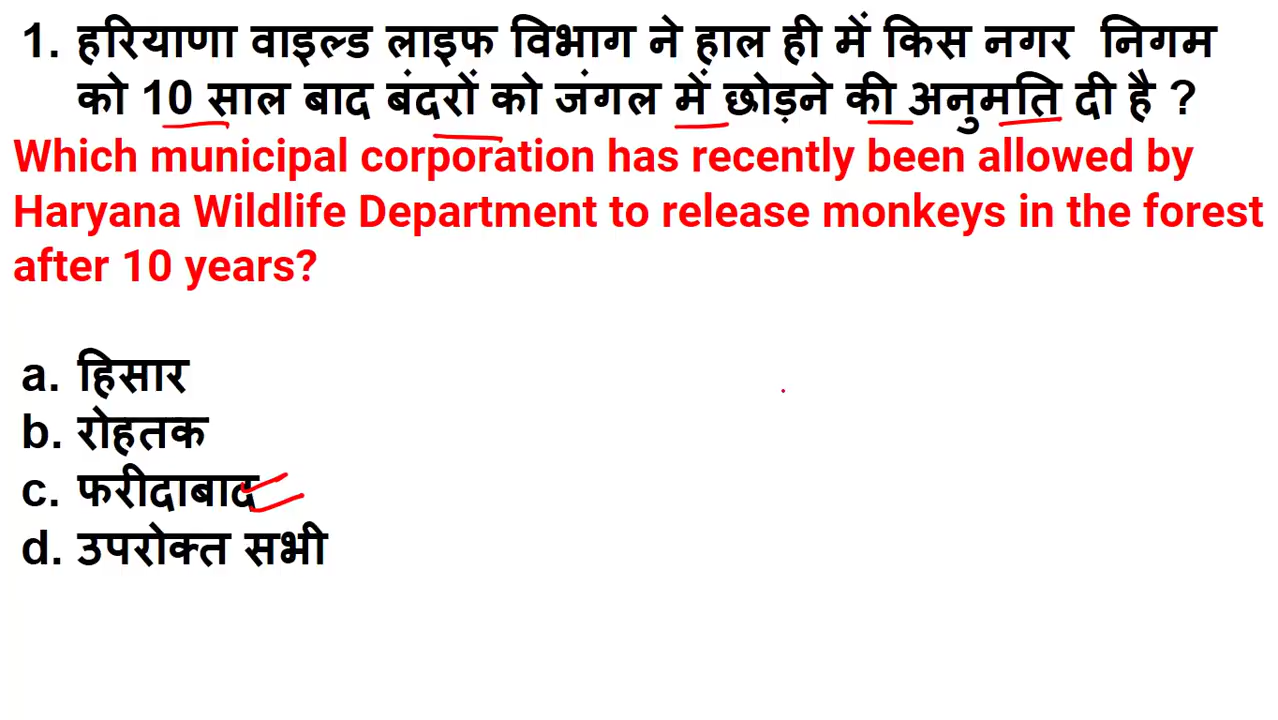 1. हरियाणा वाइल्ड लाइफ विभाग ने हाल ही में किस नगर निगम
को 10 साल बाद बंदरों को जंगल में छोड़ने की अनुमति दी है ?
Which municipal corporation has recently been allowed by
Haryana Wildlife Department to release monkeys in the forest
after 10 years?
a. हिसार
b. रोहतक
c. फरीदाबाद
d. उपरोक्त सभी